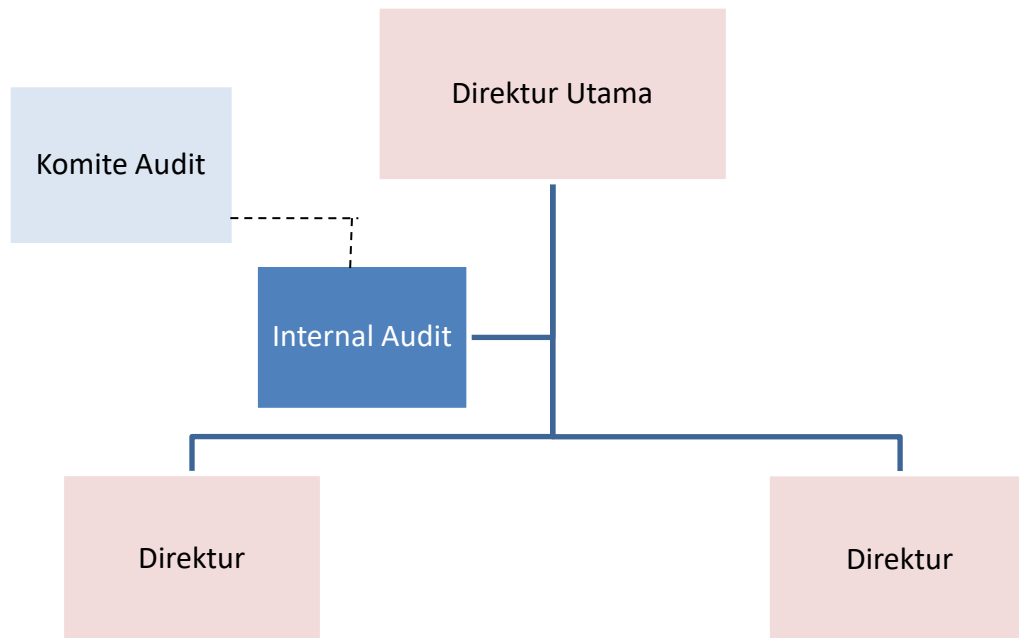 Direktur Utama
Komite Audit
Internal Audit
Direktur
Direktur